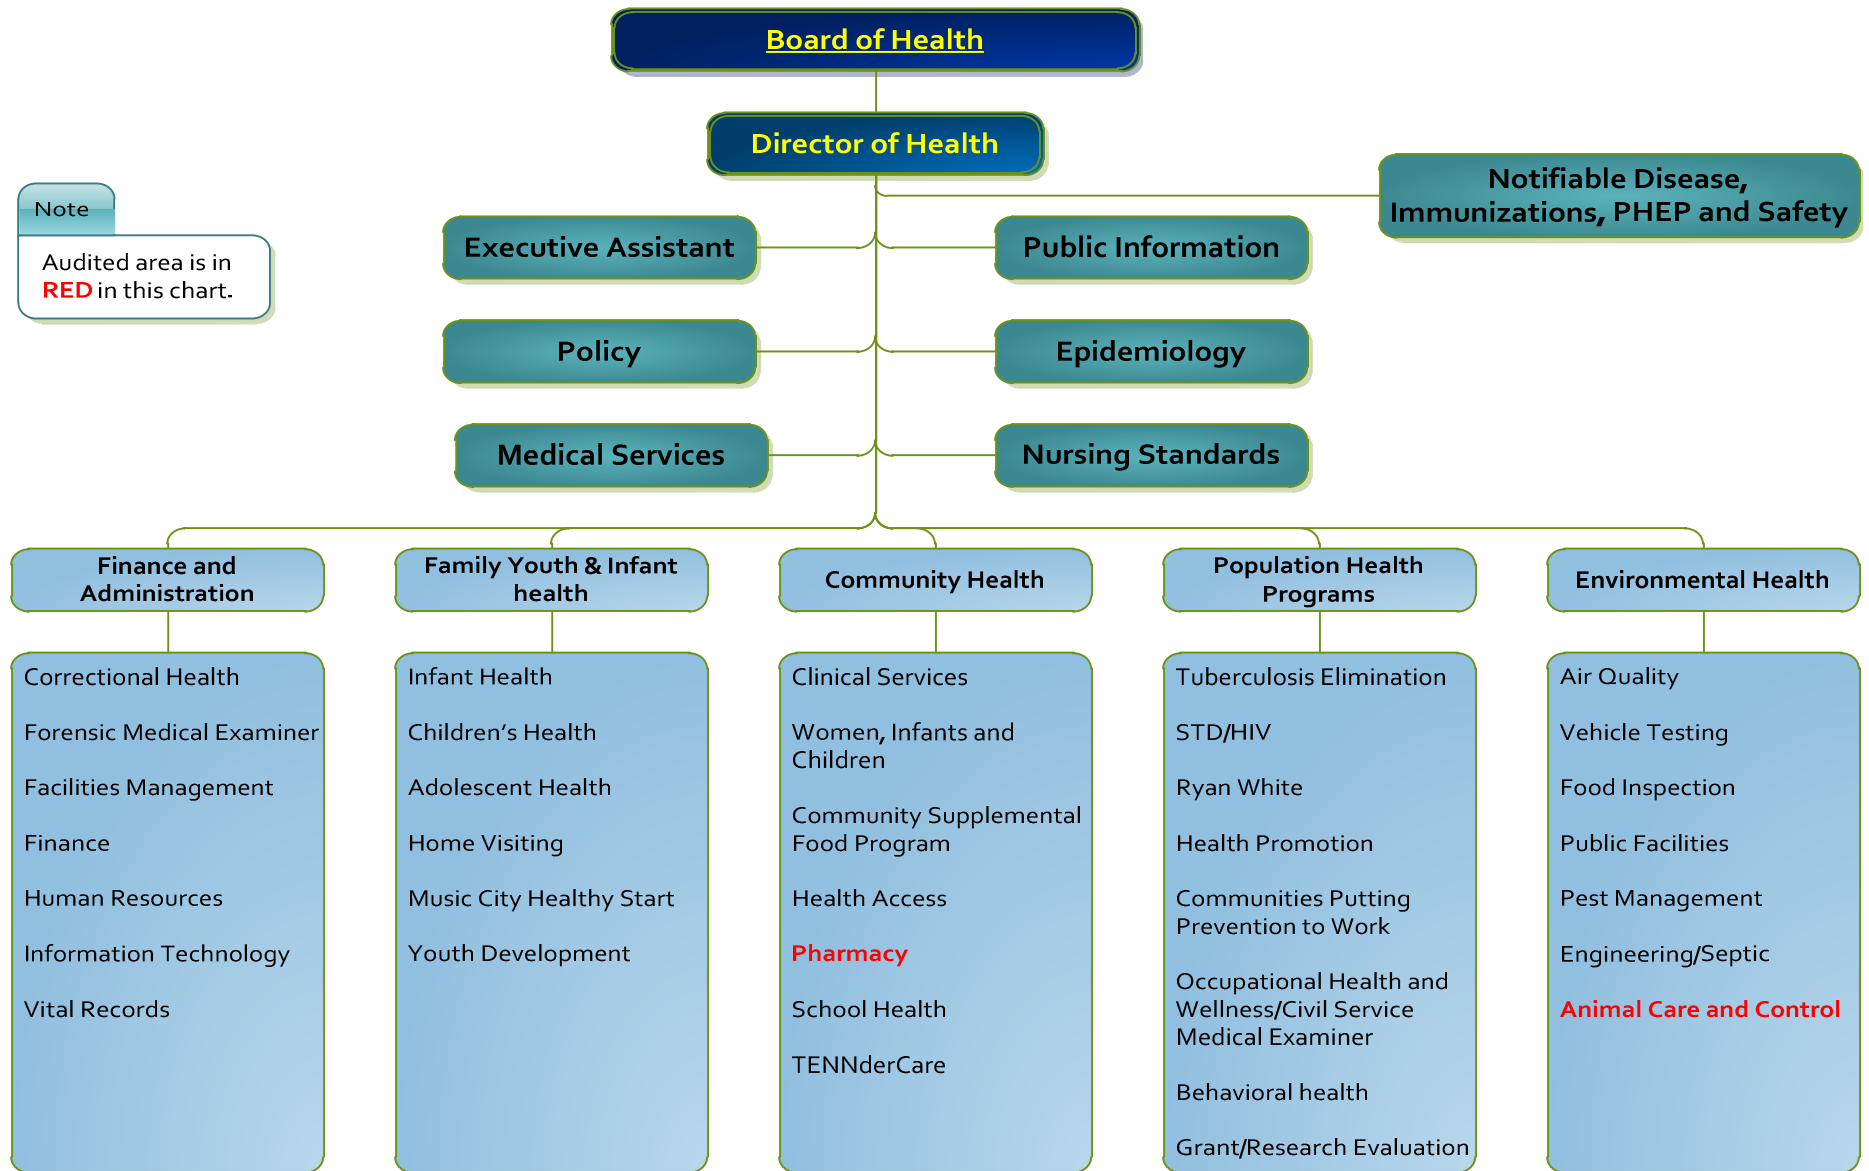 Board of Health
Director of Health
Notifiable Disease,
Immunizations, PHEP and Safety
Note
Audited area is in
RED in this chart.
Executive Assistant
Public Information
Policy
Epidemiology
Medical Services
Nursing Standards
Finance and
Administration
Correctional Health
Forensic Medical Examiner
Facilities Management
Finance
Human Resources
Information Technology
Vital Records
Family Youth & Infant
health
Infant Health
Children’s Health
Adolescent Health
Home Visiting
Music City Healthy Start
Youth Development
Community Health
Clinical Services
Women, Infants and
Children
Community Supplemental
Food Program
Health Access
Pharmacy
School Health
TENNderCare
Population Health
Programs
Tuberculosis Elimination
STD/HIV
Ryan White
Health Promotion
Communities Putting
Prevention to Work
Occupational Health and
Wellness/Civil Service
Medical Examiner
Behavioral health
Grant/Research Evaluation
Environmental Health
Air Quality
Vehicle Testing
Food Inspection
Public Facilities
Pest Management
Engineering/Septic
Animal Care and Control